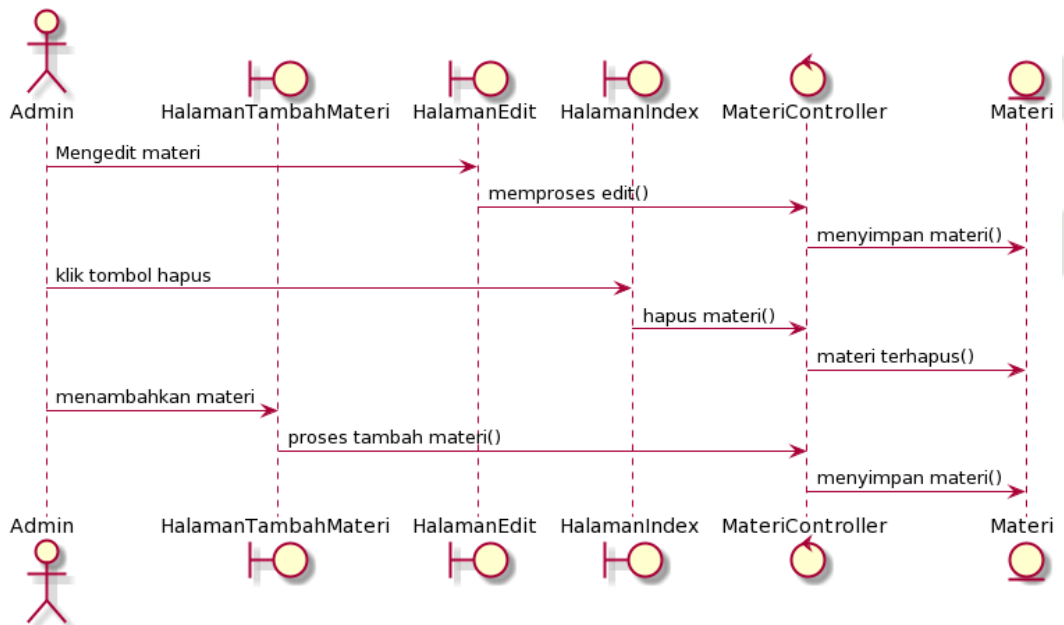 Admin
HalamanTambahMateri
HalamanEdit
HalamanIndex
MateriController
Materi
Mengedit materi
memproses edit()
menyimpan materi()
klik tombol hapus
hapus materi()
materi terhapus()
menambahkan materi
proses tambah materi()
menyimpan materi()
Admin
HalamanTambahMateri
HalamanEdit
HalamanIndex
MateriController
Materi